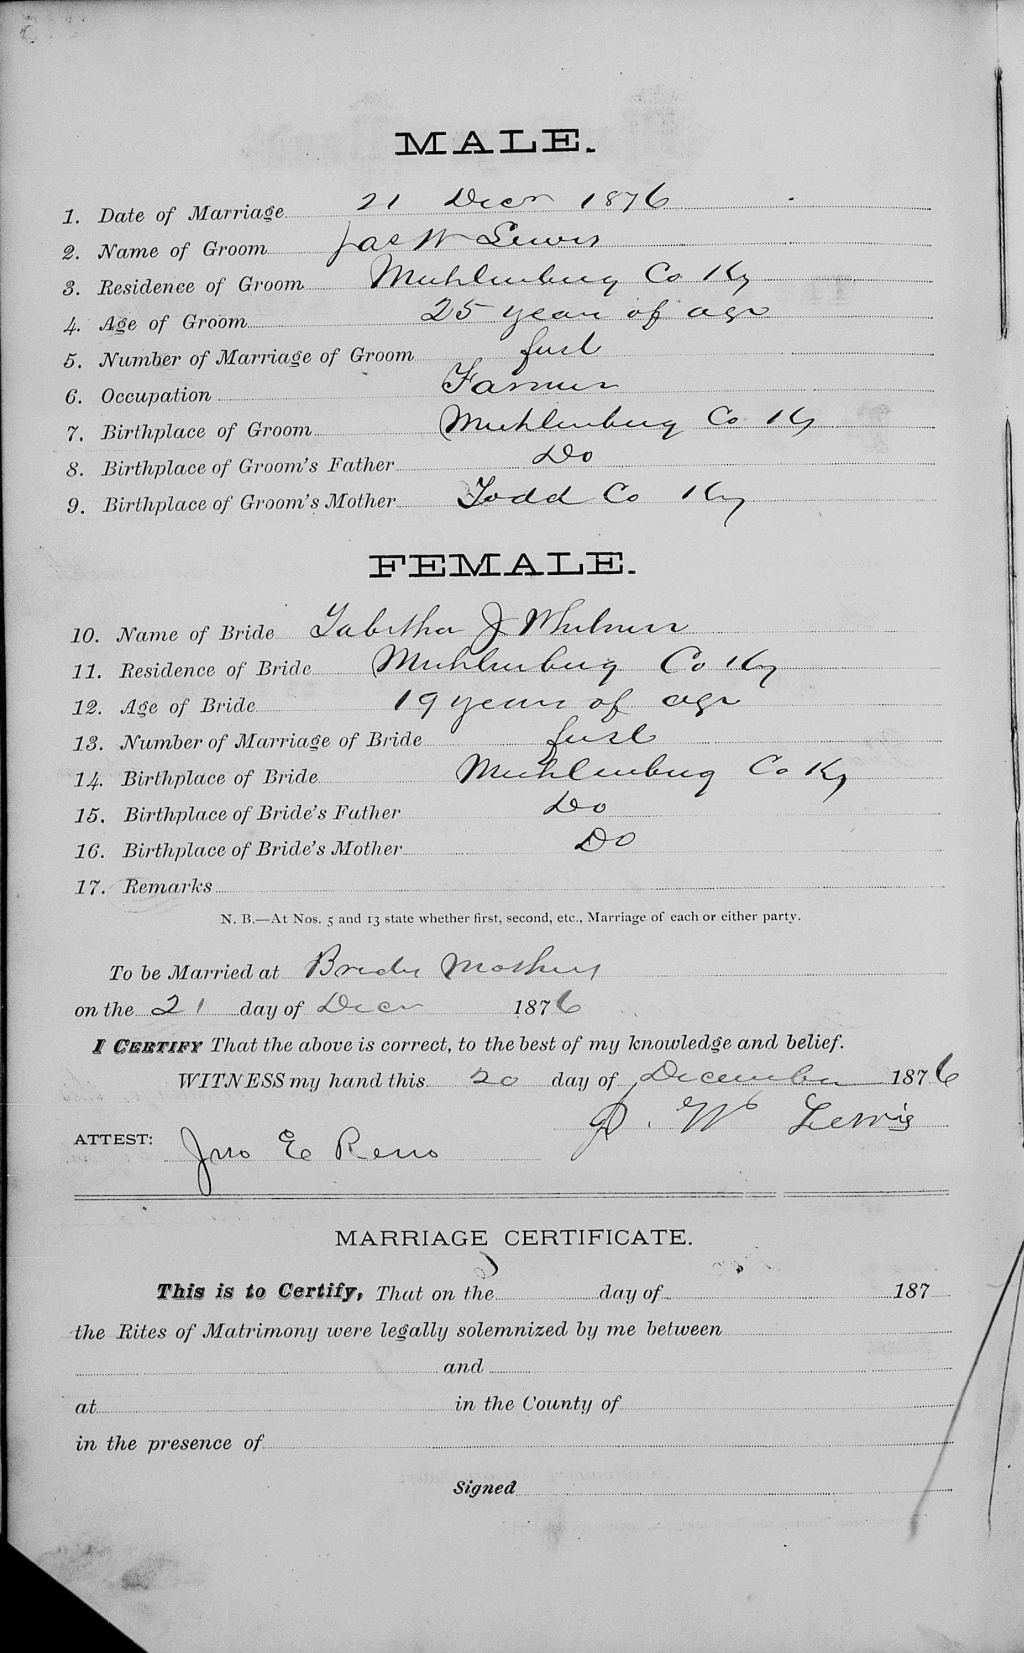 MALE.
1. Date of Marriage 21 Decr 1876
2. Name of Groom Jas W Lewis
3. Residence of Groom Muhlenburg Co Ky
4. Age of Groom 25 years of age
5. Number of Marriage of Groom first
6. Occupation Farmer
7. Birthplace of Groom Muhlenburg Co Ky
8. Birthplace of Groom's Father Do
9. Birthplace of Groom's Mother Todd Co Ky
FEMALE.
10. Name of Bride Tabitha J
11. Residence of Bride Muhlenburg Co Ky
12. Age of Bride 19 years of age
13. Number of Marriage of Bride first
14. Birthplace of Bride Muhlenburg Co Ky
15. Birthplace of Bride's Father Do
16. Birthplace of Bride's Mother Do
17. Remarks
N. B.—At Nos. 5 and 13 state whether first, second, etc., Marriage of each or either party.
To be Married at Brides Mothers
on the 21 day of Decr 1876
I CERTIFY That the above is correct, to the best of my knowledge and belief.
WITNESS my hand this 20 day of December 1876
J. W Lewis
ATTEST: Jno E Reno
MARRIAGE CERTIFICATE.
This is to Certify, That on the day of 187
the Rites of Matrimony were legally solemnized by me between
and
at in the County of
in the presence of
Signed